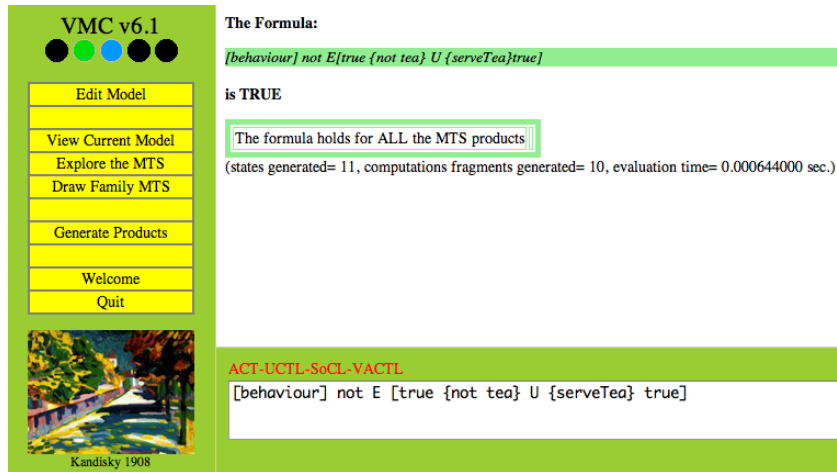 VMC v6.1
Edit Model
View Current Model
Explore the MTS
Draw Family MTS
Generate Products
Welcome
Quit
Kandisky 1908
The Formula:
[behaviour] not E[true {not tea} U {serveTea}true]
is TRUE
The formula holds for ALL the MTS products
(states generated= 11, computations fragments generated= 10, evaluation time= 0.000644000 sec.)
ACT-UCTL-SoCL-VACTL
[behaviour] not E [true {not tea} U {serveTea} true]